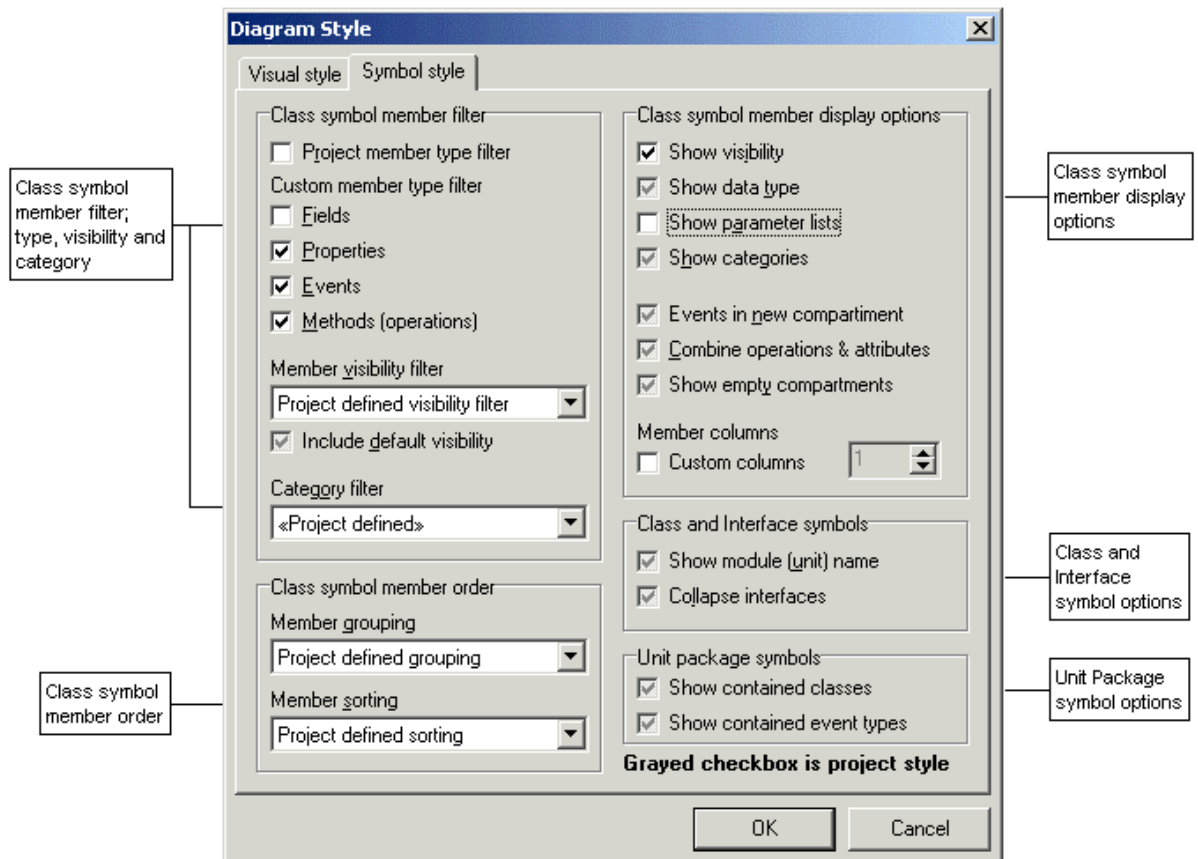 Diagram Style
Visual style
Symbol style
Class symbol member filter
Project member type filter
Custom member type filter
Fields
Properties
Events
Methods (operations)
Member visibility filter
Project defined visibility filter
Include default visibility
Category filter
«Project defined»
Class symbol member order
Member grouping
Project defined grouping
Member sorting
Project defined sorting
Class symbol member display options
Show visibility
Show data type
Show parameter lists
Show categories
Events in new compartiment
Combine operations & attributes
Show empty compartments
Member columns
Custom columns
1
Class and Interface symbols
Show module (unit) name
Collapse interfaces
Unit package symbols
Show contained classes
Show contained event types
Grayed checkbox is project style
OK
Cancel
Class symbol
member filter;
type, visibility and
category
Class symbol
member order
Class symbol
member display
options
Class and
Interface
symbol options
Unit Package
symbol options